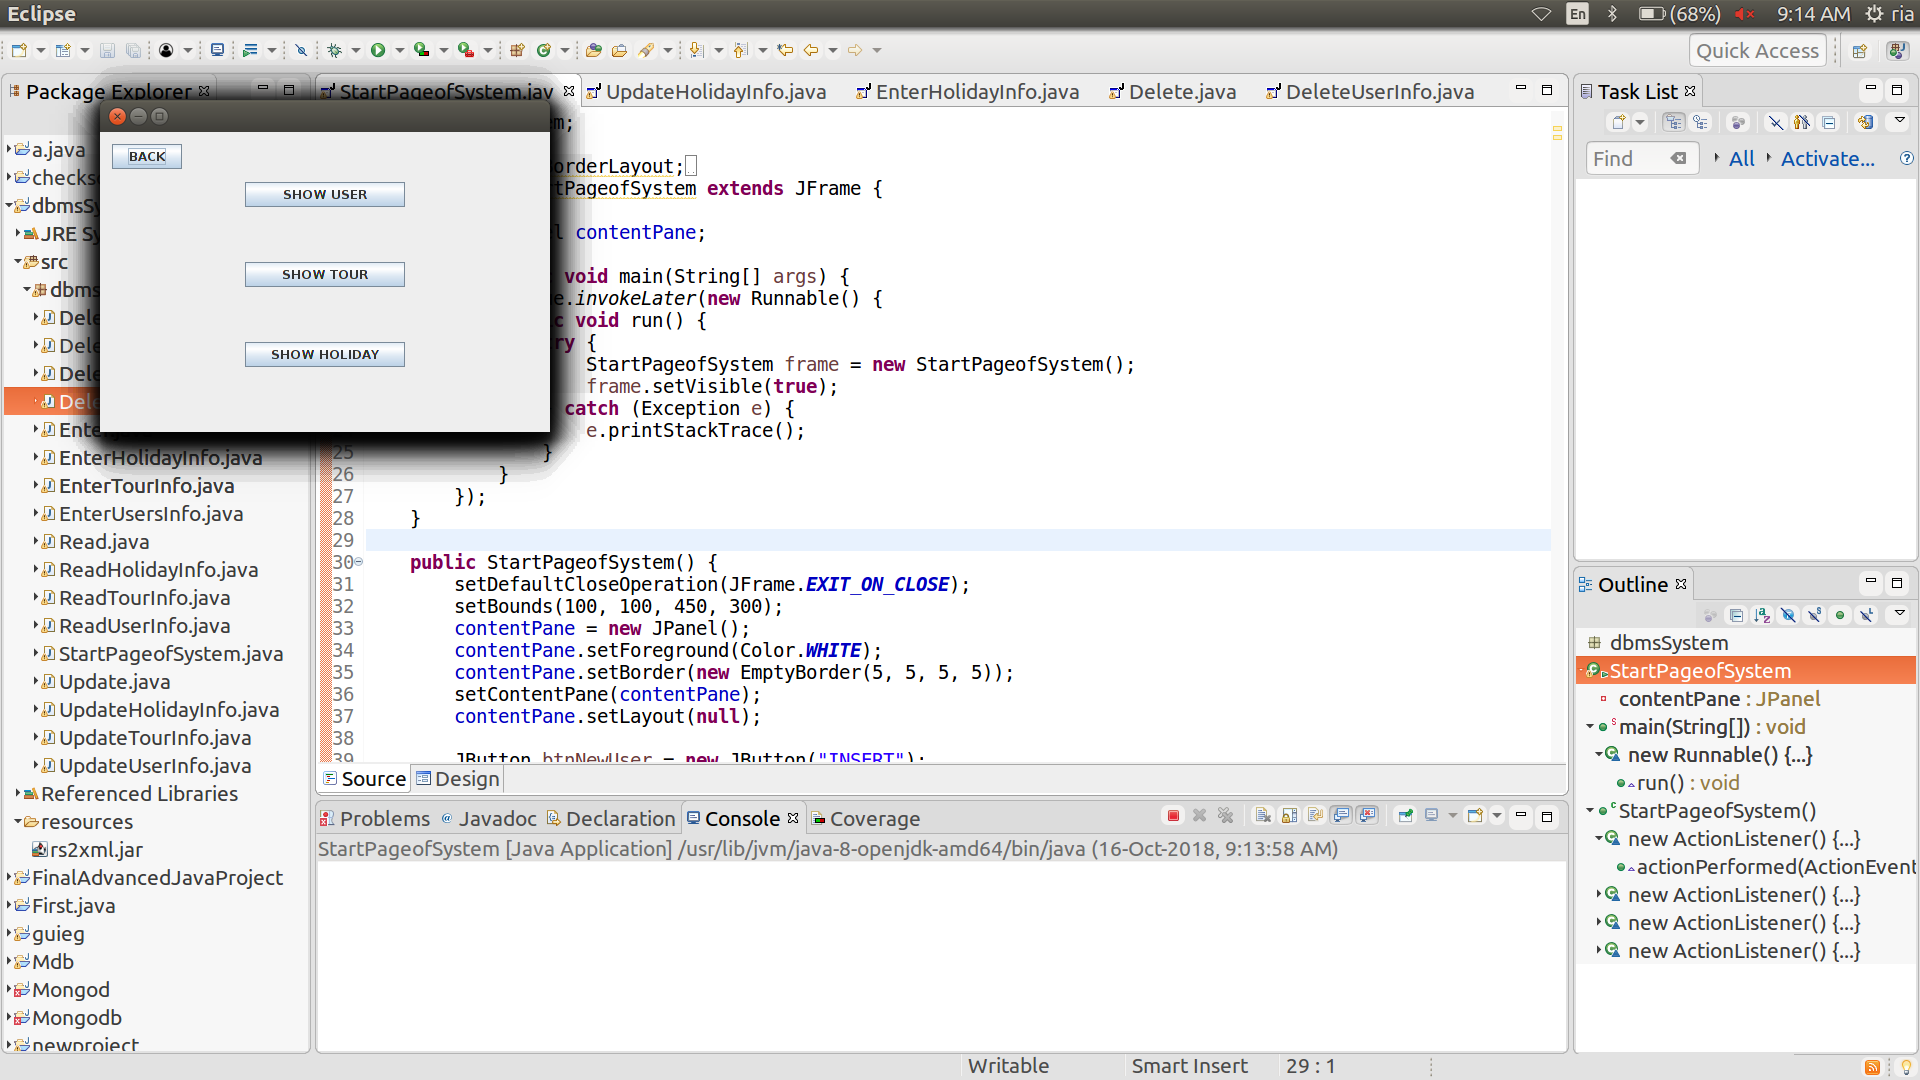 Eclipse
En
(68%)
9:14 AM
ria
Quick Access
Package Explorer
a.java
dbmsS
JRE Sy
src
dbms
Dele
Dele
Dele
Dele
EnterHolidayInfo.java
EnterTourInfo.java
EnterUsersInfo.java
Read.java
ReadHolidayInfo.java
ReadTourInfo.java
ReadUserInfo.java
StartPageofSystem.java
Update.java
UpdateHolidayInfo.java
UpdateTourInfo.java
UpdateUserInfo.java
Referenced Libraries
resources
rs2xml.jar
FinalAdvancedJavaProject
First.java
guieg
Mdb
Mongod
Mongodb
newproject
BACK
SHOW USER
SHOW TOUR
SHOW HOLIDAY
StartPageofSystem.jav
UpdateHolidayInfo.java
EnterHolidayInfo.java
Delete.java
DeleteUserInfo.java
em;
orderLayout;
tPageofSystem extends JFrame {
l contentPane;
void main(String[] args) {
e.invokeLater(new Runnable() {
c void run() {
ry {
StartPageofSystem frame = new StartPageofSystem();
frame.setVisible(true);
catch (Exception e) {
e.printStackTrace();
25 }
26 }
27 });
28 }
29
30 public StartPageofSystem() {
31 setDefaultCloseOperation(JFrame.EXIT_ON_CLOSE);
32 setBounds(100, 100, 450, 300);
33 contentPane = new JPanel();
34 contentPane.setForeground(Color.WHITE);
35 contentPane.setBorder(new EmptyBorder(5, 5, 5, 5));
36 setContentPane(contentPane);
37 contentPane.setLayout(null);
38
39 JButton btnNewUser = new JButton("INSERT");
Source
Design
Problems
@ Javadoc
Declaration
Console
Coverage
StartPageofSystem [Java Application] /usr/lib/jvm/java-8-openjdk-amd64/bin/java (16-Oct-2018, 9:13:58 AM)
Task List
Find
All
Activate...
Outline
dbmsSystem
StartPageofSystem
contentPane : JPanel
main(String[]) : void
new Runnable() {...}
run() : void
StartPageofSystem()
new ActionListener() {...}
actionPerformed(ActionEvent
new ActionListener() {...}
new ActionListener() {...}
new ActionListener() {...}
Writable
Smart Insert
29 : 1